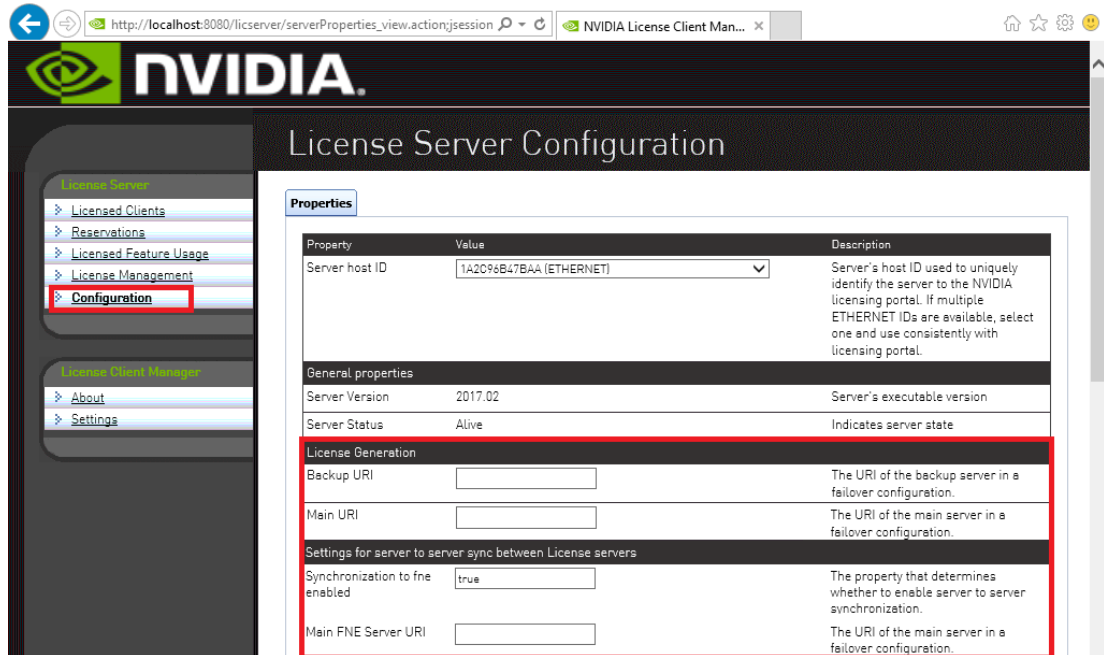 http://localhost:8080/licserver/serverProperties_view.action;jsession
NVIDIA License Client Man...
NVIDIA.
License Server Configuration
License Server
Licensed Clients
Reservations
Licensed Feature Usage
License Management
Configuration
License Client Manager
About
Settings
Properties
Property Value Description
Server host ID 1A2C96B47BAA (ETHERNET) Server's host ID used to uniquely
identify the server to the NVIDIA
licensing portal. If multiple
ETHERNET IDs are available, select
one and use consistently with
licensing portal.
General properties
Server Version 2017.02 Server's executable version
Server Status Alive Indicates server state
License Generation
Backup URI The URI of the backup server in a
failover configuration.
Main URI The URI of the main server in a
failover configuration.
Settings for server to server sync between License servers
Synchronization to fne true The property that determines
enabled whether to enable server to server
synchronization.
Main FNE Server URI The URI of the main server in a
failover configuration.